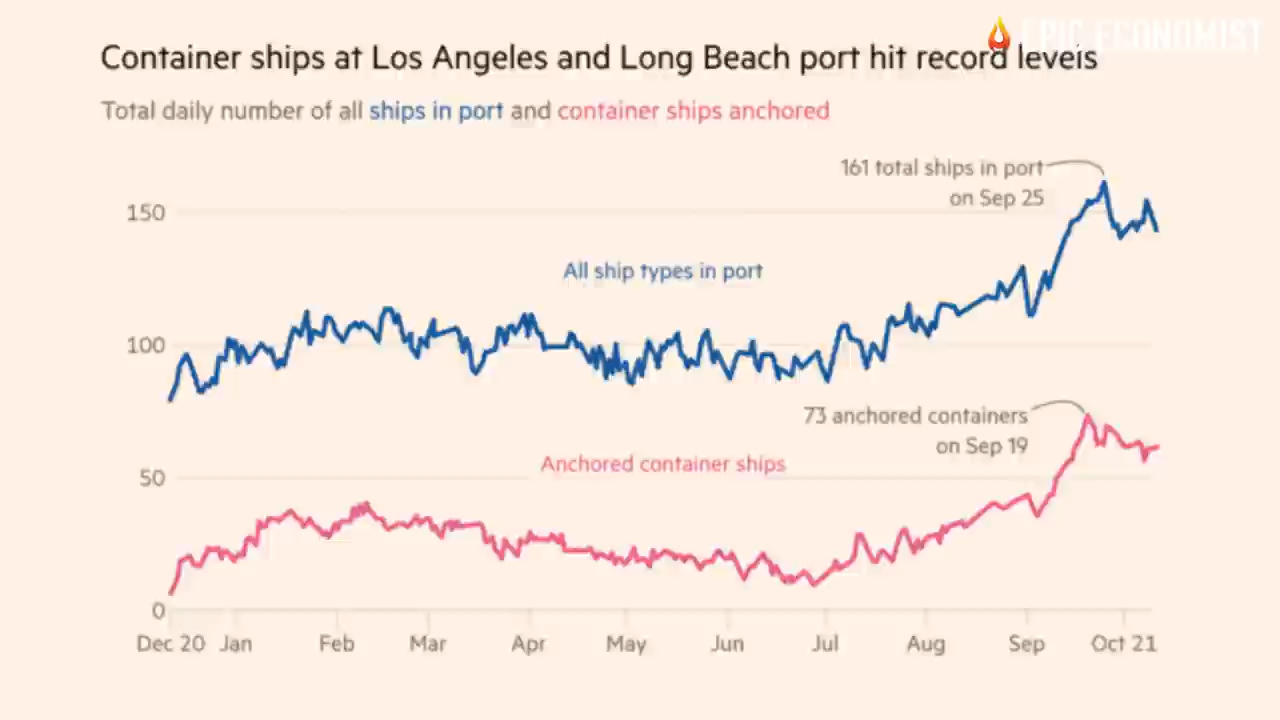 EPIC ECONOMIST
Container ships at Los Angeles and Long Beach port hit record levels
Total daily number of all ships in port and container ships anchored
161 total ships in port
on Sep 25
150
All ship types in port
100
73 anchored containers
on Sep 19
Anchored container ships
50
0
Dec 20 Jan Feb Mar Apr May Jun Jul Aug Sep Oct 21